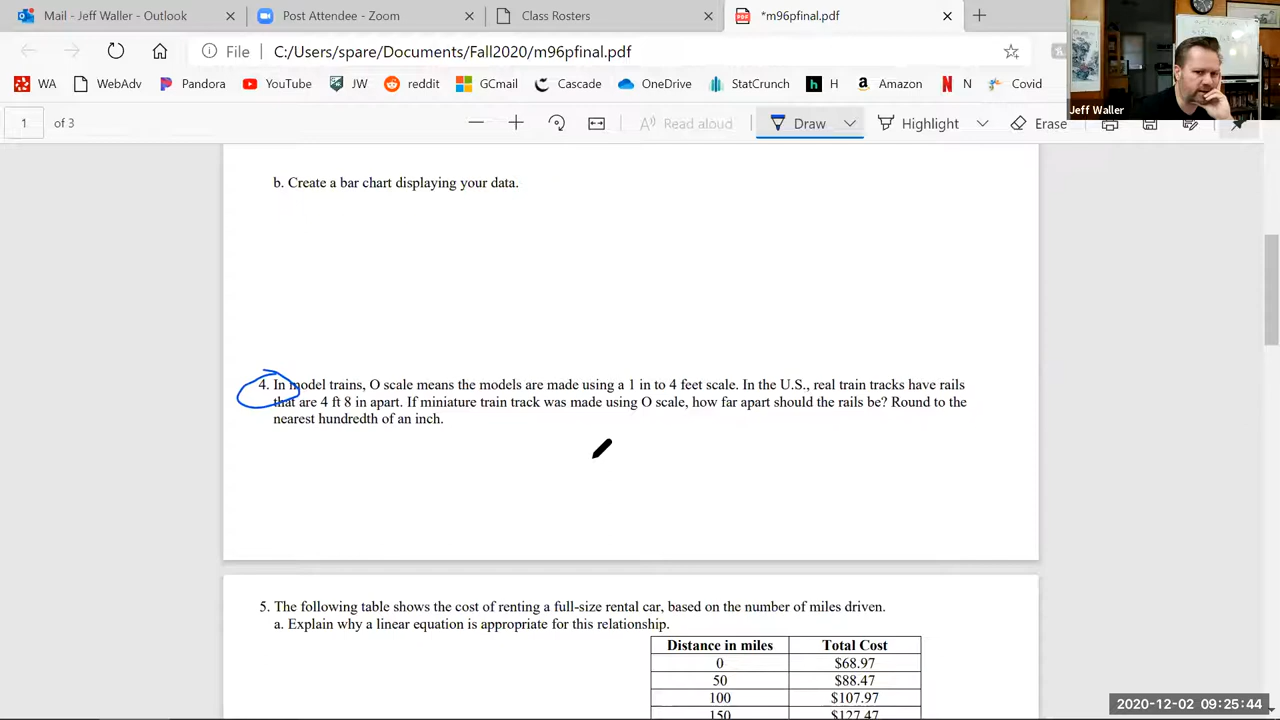 Mail - Jeff Waller - Outlook
Post Attendee - Zoom
Class Rosters
*m96pfinal.pdf
File
C:/Users/spare/Documents/Fall2020/m96pfinal.pdf
WA
WebAdv
Pandora
YouTube
JW
reddit
GCmail
Cascade
OneDrive
StatCrunch
H
Amazon
N
Covid
Jeff Waller
1 of 3
Read aloud
Draw
Highlight
Erase
b. Create a bar chart displaying your data.
4. In model trains, O scale means the models are made using a 1 in to 4 feet scale. In the U.S., real train tracks have rails
that are 4 ft 8 in apart. If miniature train track was made using O scale, how far apart should the rails be? Round to the
nearest hundredth of an inch.
5. The following table shows the cost of renting a full-size rental car, based on the number of miles driven.
a. Explain why a linear equation is appropriate for this relationship.
Distance in miles Total Cost
0 $68.97
50 $88.47
100 $107.97
150 $127.47
2020-12-02 09:25:44